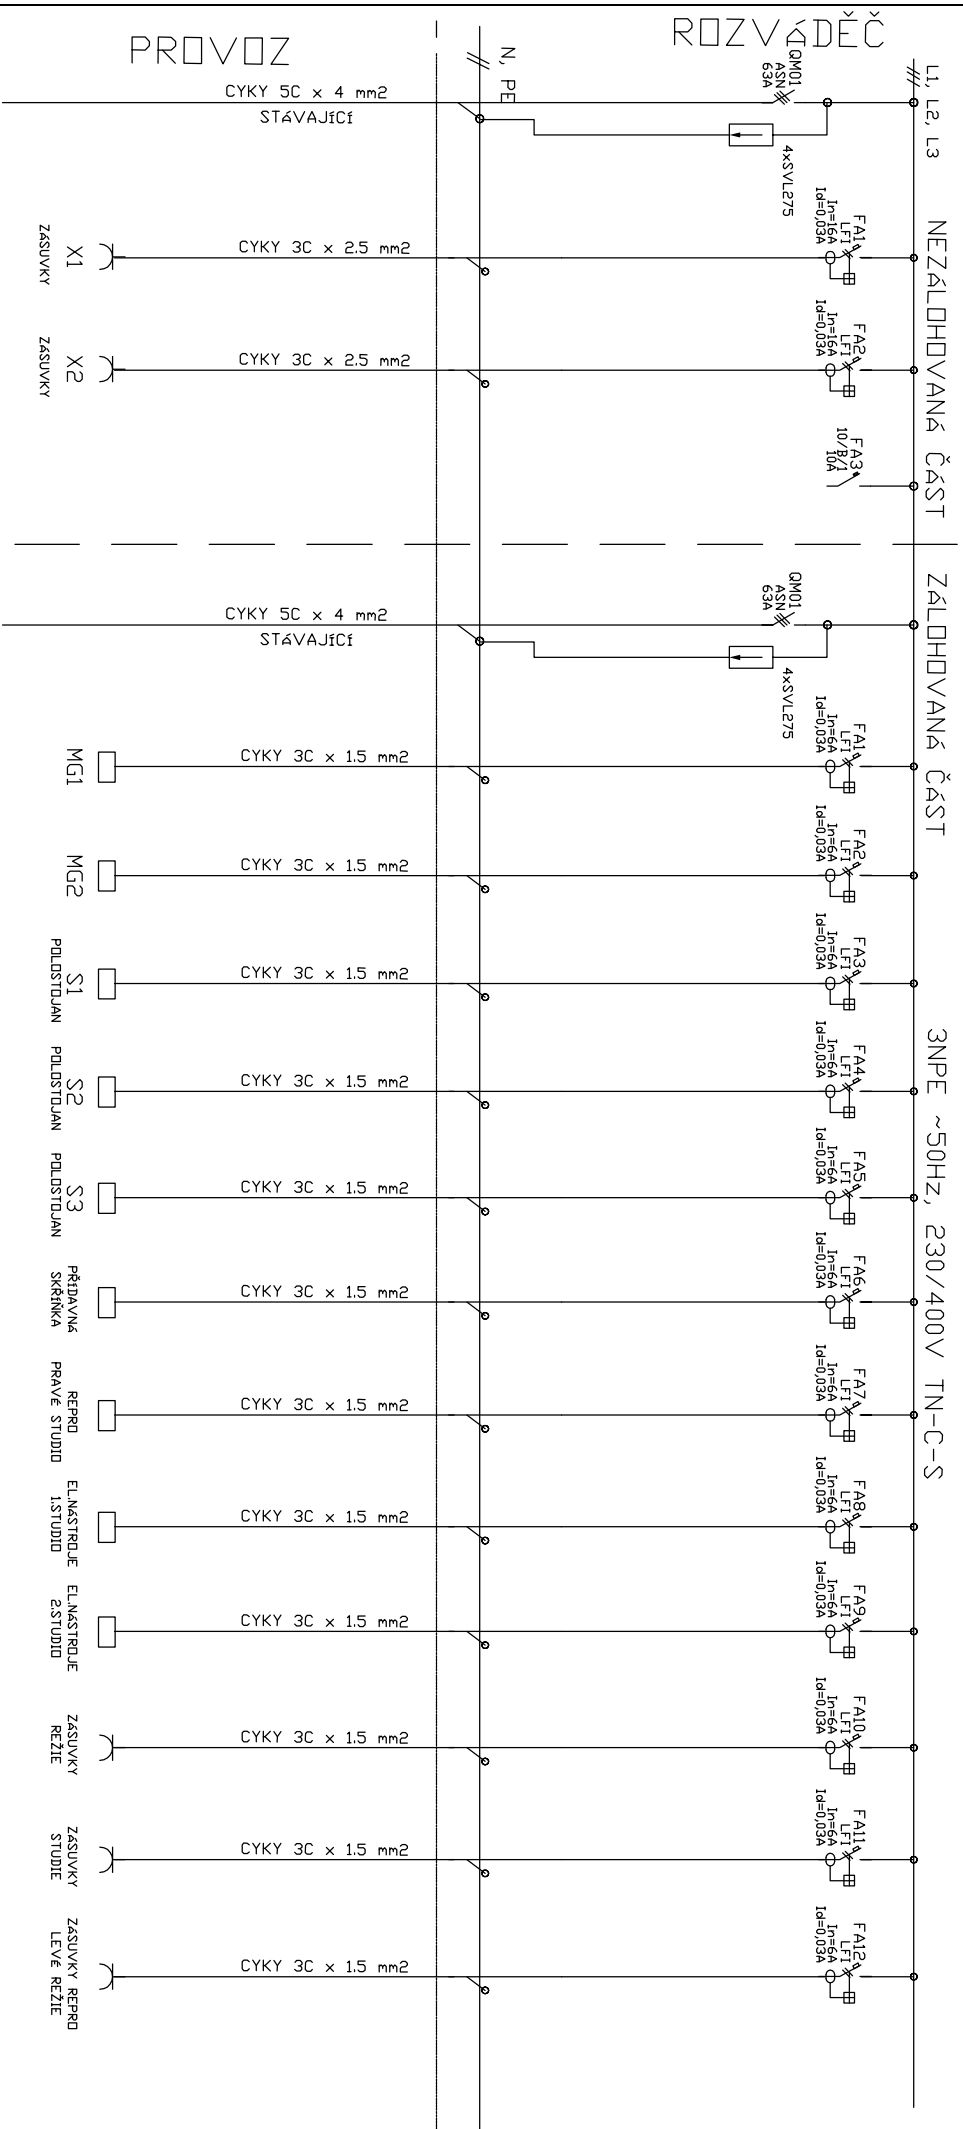 ROZVÁDĚČ
PROVOZ
L1, L2, L3
N, PE
NEZÁLOHOVANÁ ČÁST
QM01
ASN
63A
4xSVL275
CYKY 5C x 4 mm2
STÁVAJÍCÍ
FA1
LFI
In=16A
Id=0,03A
CYKY 3C x 2.5 mm2
X1
ZÁSUVKY
FA2
LFI
In=16A
Id=0,03A
CYKY 3C x 2.5 mm2
X2
ZÁSUVKY
FA3
10/B/1
10A
ZÁLOHOVANÁ ČÁST
QM01
ASN
63A
4xSVL275
CYKY 5C x 4 mm2
STÁVAJÍCÍ
3NPE ~50Hz, 230/400V TN-C-S
FA1
LFI
In=6A
Id=0,03A
CYKY 3C x 1.5 mm2
MG1
FA2
LFI
In=6A
Id=0,03A
CYKY 3C x 1.5 mm2
MG2
FA3
LFI
In=6A
Id=0,03A
CYKY 3C x 1.5 mm2
S1
POLOSTOJAN
FA4
LFI
In=6A
Id=0,03A
CYKY 3C x 1.5 mm2
S2
POLOSTOJAN
FA5
LFI
In=6A
Id=0,03A
CYKY 3C x 1.5 mm2
S3
POLOSTOJAN
FA6
LFI
In=6A
Id=0,03A
CYKY 3C x 1.5 mm2
PŘÍDAVNÁ
SKŘÍŇKA
FA7
LFI
In=6A
Id=0,03A
CYKY 3C x 1.5 mm2
REPRO
PRAVÉ STUDIO
FA8
LFI
In=6A
Id=0,03A
CYKY 3C x 1.5 mm2
EL.NÁSTROJE
1.STUDIO
FA9
LFI
In=6A
Id=0,03A
CYKY 3C x 1.5 mm2
EL.NÁSTROJE
2.STUDIO
FA10
LFI
In=6A
Id=0,03A
CYKY 3C x 1.5 mm2
ZÁSUVKY
REŽIE
FA11
LFI
In=6A
Id=0,03A
CYKY 3C x 1.5 mm2
ZÁSUVKY
STUDIE
FA12
LFI
In=6A
Id=0,03A
CYKY 3C x 1.5 mm2
ZÁSUVKY REPRO
LEVÉ REŽIE